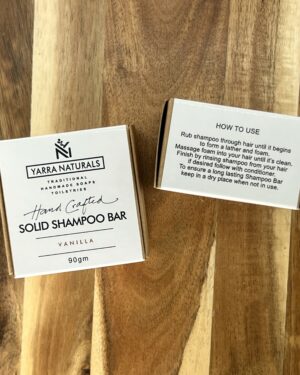 YARRA NATURALS
TRADITIONAL
HANDMADE SOAPS
TOILETRIES
Hand Crafted
SOLID SHAMPOO BAR
VANILLA
90gm
HOW TO USE
Rub shampoo through hair until it begins
to form a lather and foam.
Massage foam into your hair until it's clean.
Finish by rinsing shampoo from your hair
if desired follow with conditioner.
To ensure a long lasting Shampoo Bar
keep in a dry place when not in use.